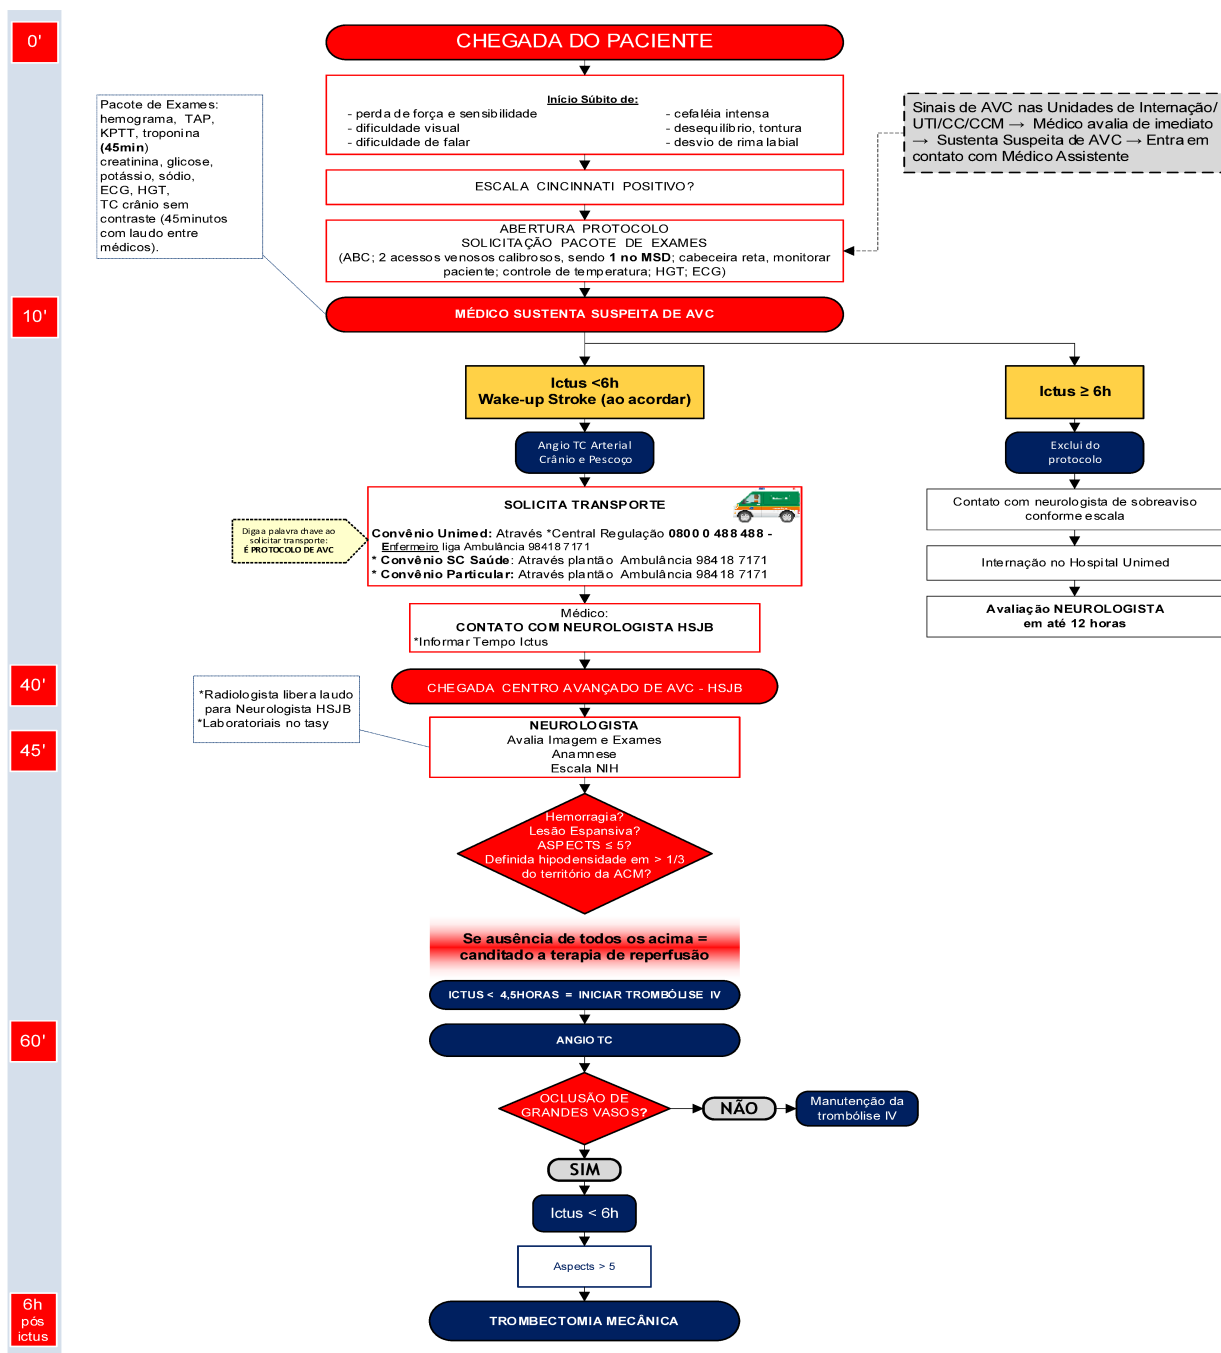 0'
CHEGADA DO PACIENTE
Início Súbito de:
- perda de força e sensibilidade
- dificuldade visual
- dificuldade de falar
- cefaléia intensa
- desequilíbrio, tontura
- desvio de rima labial
Pacote de Exames:
hemograma, TAP,
KPTT, troponina
(45min)
creatinina, glicose,
potássio, sódio,
ECG, HGT,
TC crânio sem
contraste (45minutos
com laudo entre
médicos).
Sinais de AVC nas Unidades de Internação/
UTI/CC/CCM → Médico avalia de imediato
→ Sustenta Suspeita de AVC → Entra em
contato com Médico Assistente
ESCALA CINCINNATI POSITIVO?
ABERTURA PROTOCOLO
SOLICITAÇÃO PACOTE DE EXAMES
(ABC; 2 acessos venosos calibrosos, sendo 1 no MSD; cabeceira reta, monitorar
paciente; controle de temperatura; HGT; ECG)
10'
MÉDICO SUSTENTA SUSPEITA DE AVC
Ictus <6h
Wake-up Stroke (ao acordar)
Ictus ≥ 6h
Angio TC Arterial
Crânio e Pescoço
Exclui do
protocolo
SOLICITA TRANSPORTE
Convênio Unimed: Através *Central Regulação 0800 0 488 488 -
Enfermeiro liga Ambulância 98418 7171
* Convênio SC Saúde: Através plantão Ambulância 98418 7171
* Convênio Particular: Através plantão Ambulância 98418 7171
Diga a palavra chave ao
solicitar transporte:
É PROTOCOLO DE AVC
Contato com neurologista de sobreaviso
conforme escala
Internação no Hospital Unimed
Avaliação NEUROLOGISTA
em até 12 horas
Médico:
CONTATO COM NEUROLOGISTA HSJB
*Informar Tempo Ictus
40'
CHEGADA CENTRO AVANÇADO DE AVC - HSJB
*Radiologista libera laudo
para Neurologista HSJB
*Laboratoriais no tasy
45'
NEUROLOGISTA
Avalia Imagem e Exames
Anamnese
Escala NIH
Hemorragia?
Lesão Espansiva?
ASPECTS ≤ 5?
Definida hipodensidade em > 1/3
do território da ACM?
Se ausência de todos os acima =
canditado a terapia de reperfusão
ICTUS < 4,5HORAS = INICIAR TROMBÓLISE IV
60'
ANGIO TC
OCLUSÃO DE
GRANDES VASOS?
NÃO
Manutenção da
trombólise IV
SIM
Ictus < 6h
Aspects > 5
6h
pós
ictus
TROMBECTOMIA MECÂNICA